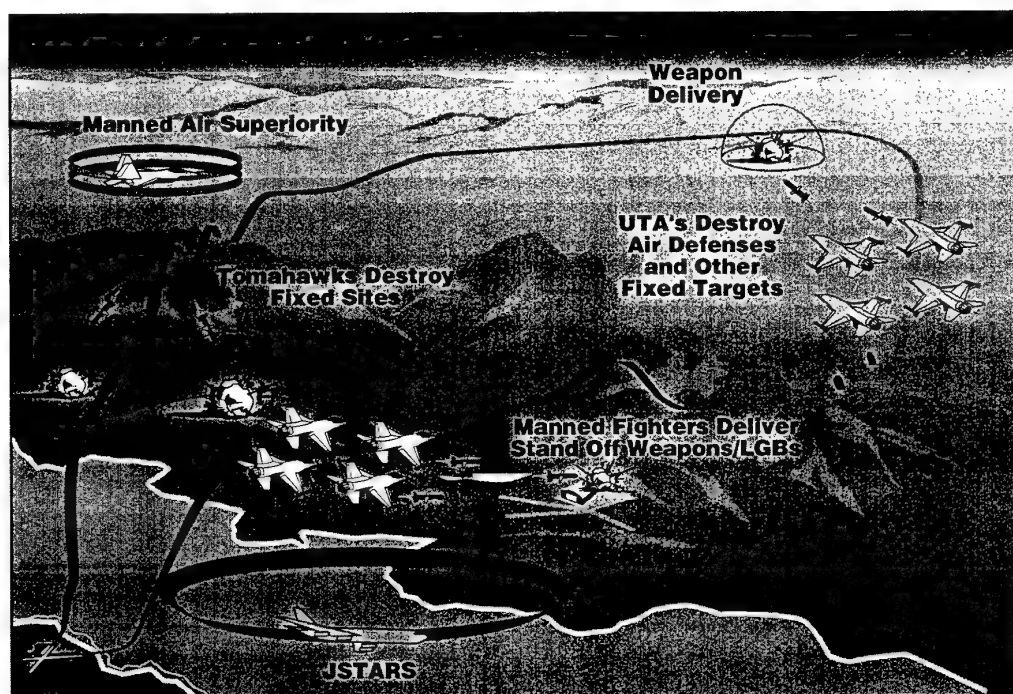 Weapon
Delivery
Manned Air Superiority
UTA's Destroy
Air Defenses
and Other
Fixed Targets
Tomahawks Destroy
Fixed Sites
Manned Fighters Deliver
Stand Off Weapons/LGBs
JSTARS